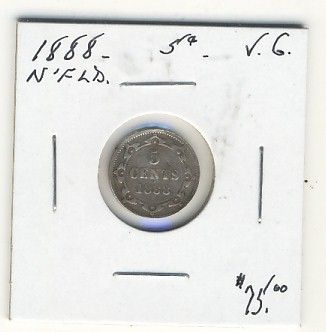 1888- 5¢- V.G.
N'FLD.
5
CENTS
1888
$75.00